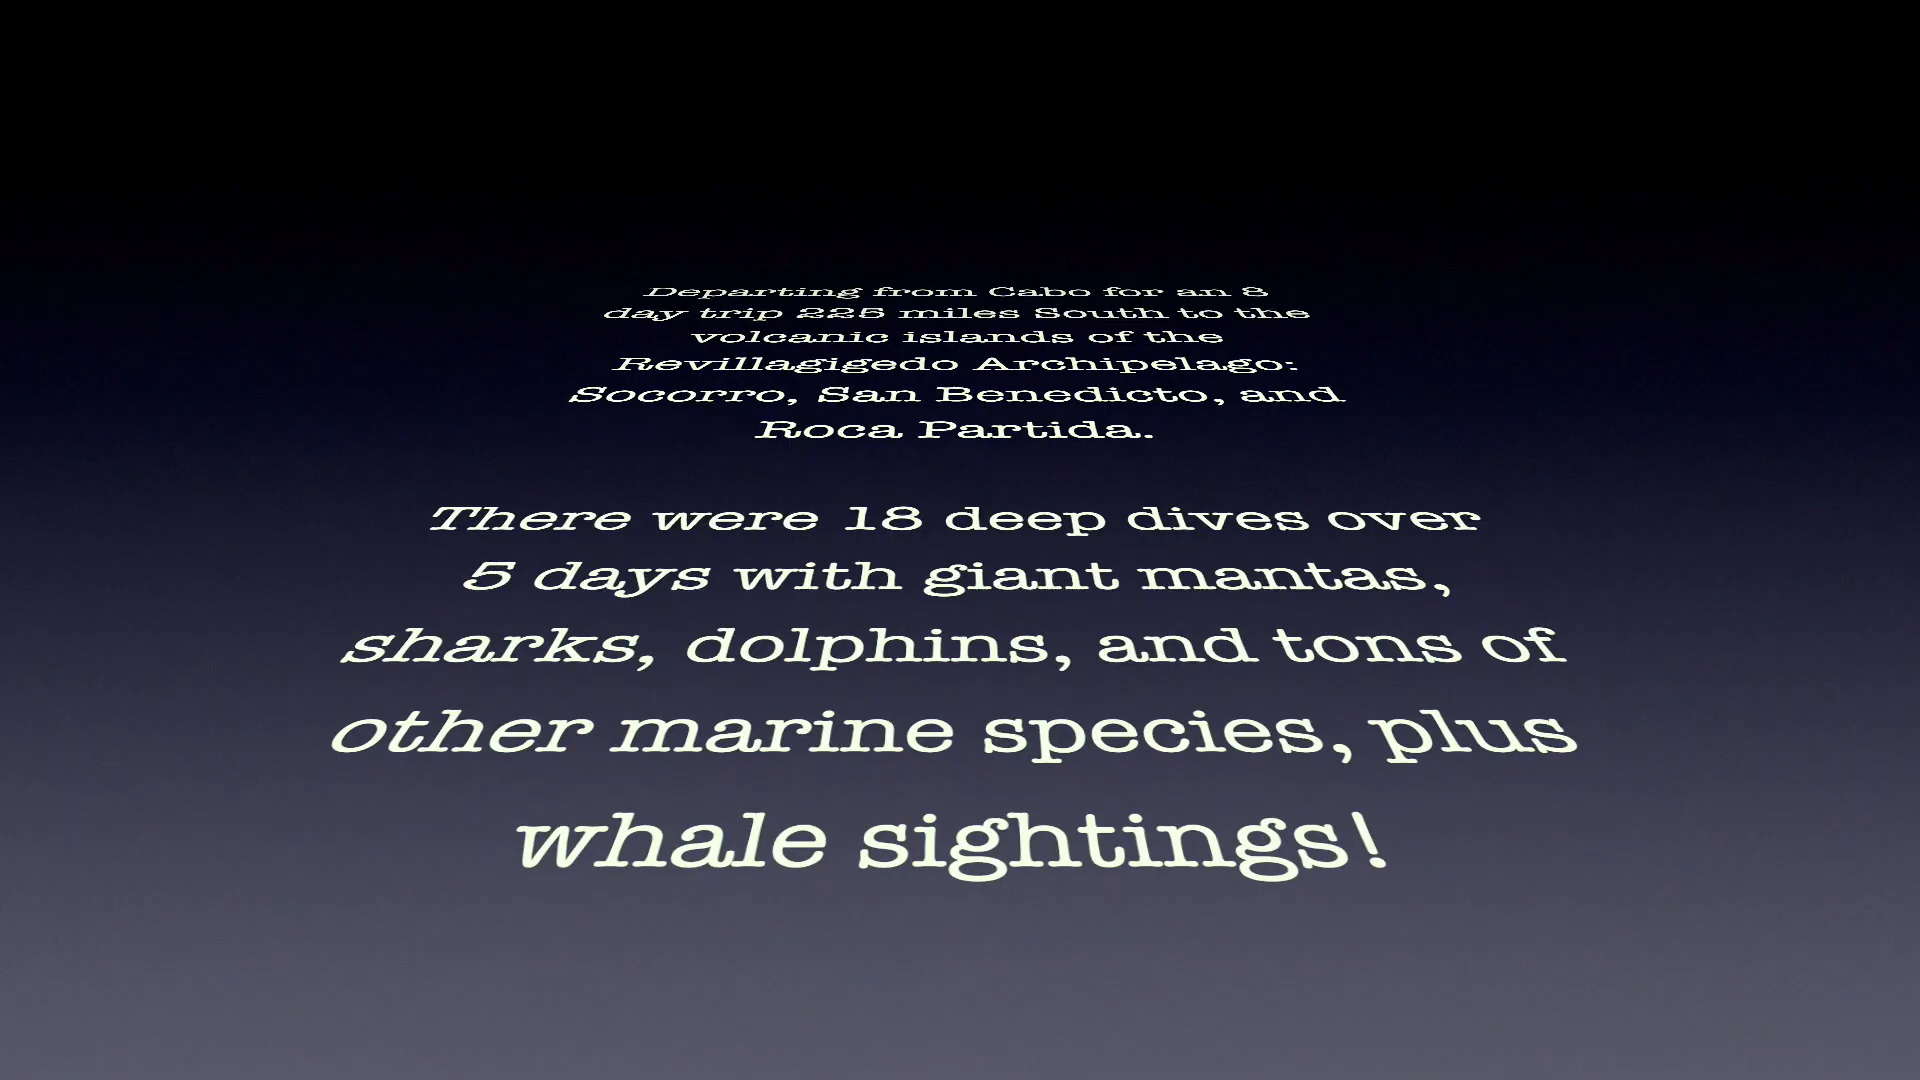 Departing from Cabo for an 8
day trip 225 miles South to the
volcanic islands of the
Revillagigedo Archipelago:
Socorro, San Benedicto, and
Roca Partida.
There were 18 deep dives over
5 days with giant mantas,
sharks, dolphins, and tons of
other marine species, plus
whale sightings!